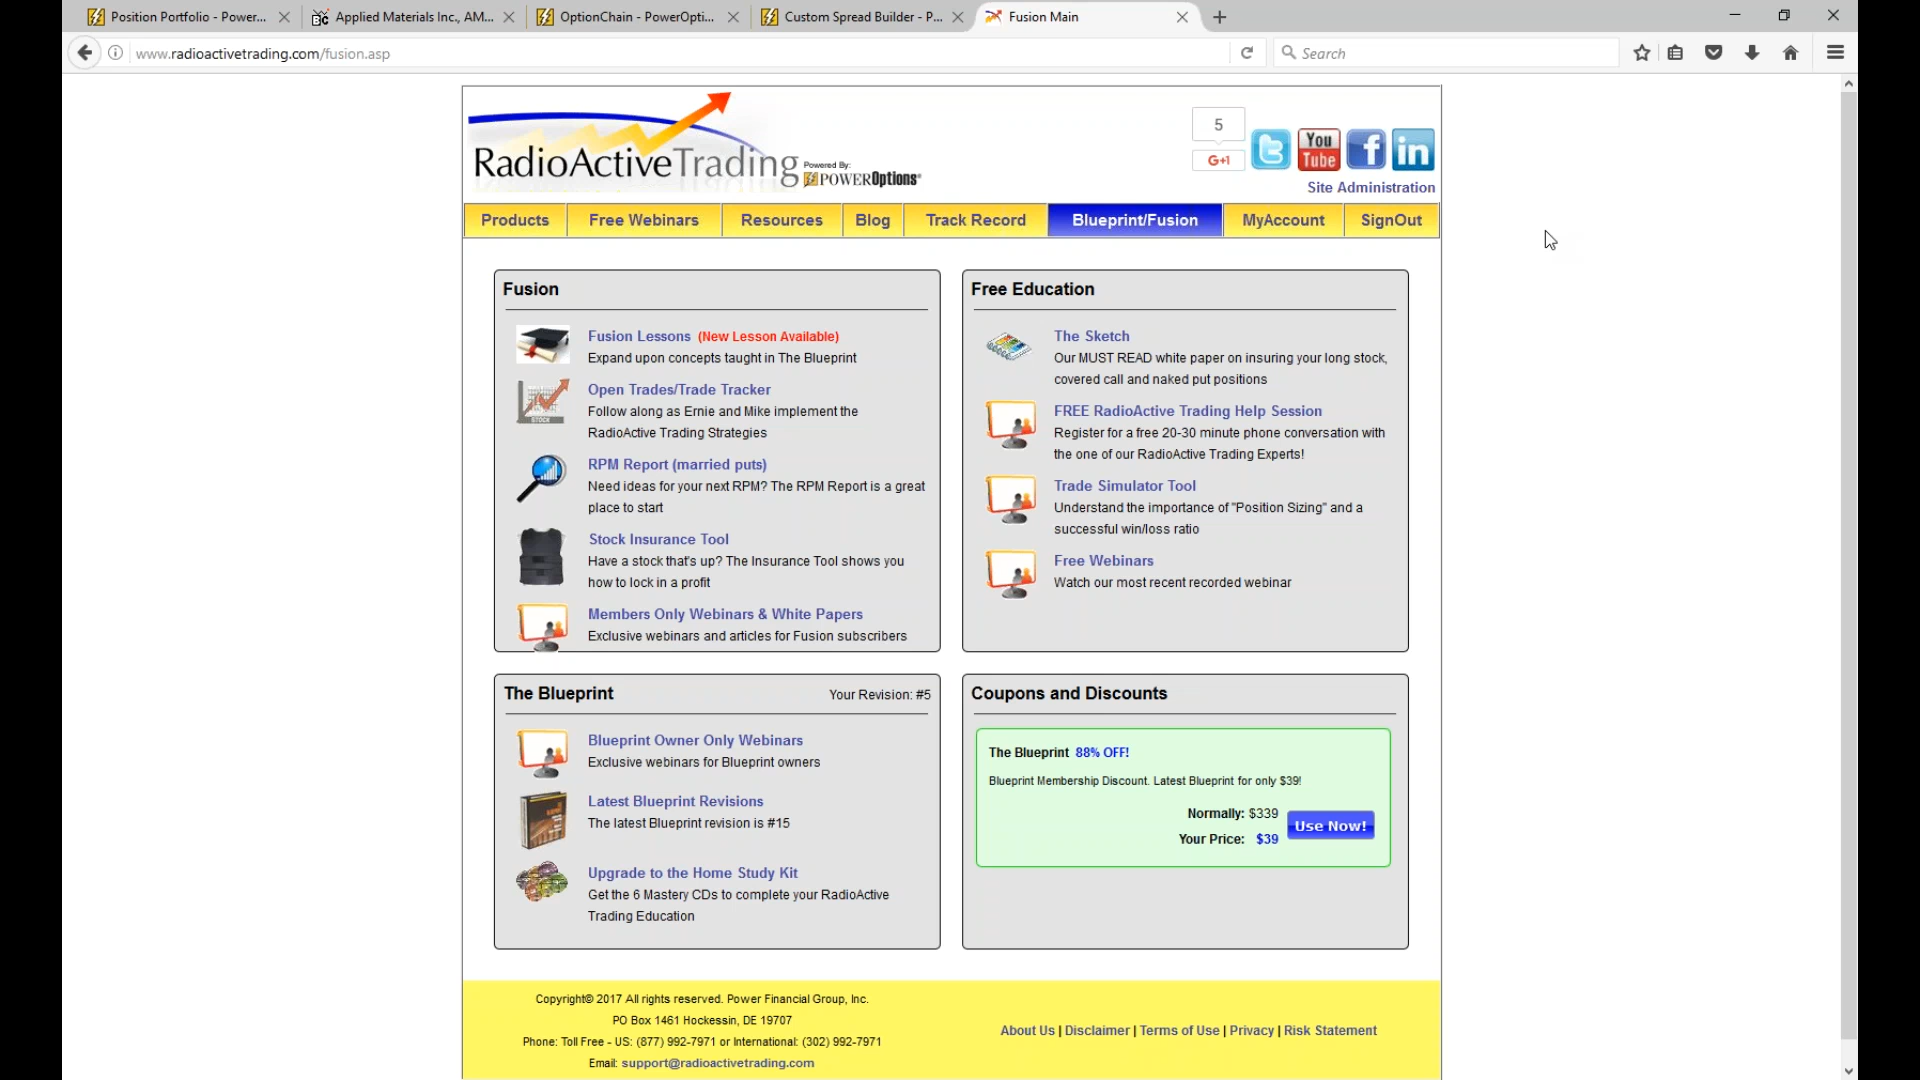 Position Portfolio - Power...
Applied Materials Inc., AM...
OptionChain - PowerOpti...
Custom Spread Builder - P...
Fusion Main
www.radioactivetrading.com/fusion.asp
Search
RadioActiveTrading
Powered By:
POWEROptions®
5
G+1
You
Tube
in
Site Administration
Products
Free Webinars
Resources
Blog
Track Record
Blueprint/Fusion
MyAccount
SignOut
Fusion
Fusion Lessons (New Lesson Available)
Expand upon concepts taught in The Blueprint
Open Trades/Trade Tracker
Follow along as Ernie and Mike implement the
RadioActive Trading Strategies
RPM Report (married puts)
Need ideas for your next RPM? The RPM Report is a great
place to start
Stock Insurance Tool
Have a stock that's up? The Insurance Tool shows you
how to lock in a profit
Members Only Webinars & White Papers
Exclusive webinars and articles for Fusion subscribers
Free Education
The Sketch
Our MUST READ white paper on insuring your long stock,
covered call and naked put positions
FREE RadioActive Trading Help Session
Register for a free 20-30 minute phone conversation with
the one of our RadioActive Trading Experts!
Trade Simulator Tool
Understand the importance of "Position Sizing" and a
successful win/loss ratio
Free Webinars
Watch our most recent recorded webinar
The Blueprint
Your Revision: #5
Blueprint Owner Only Webinars
Exclusive webinars for Blueprint owners
Latest Blueprint Revisions
The latest Blueprint revision is #15
Upgrade to the Home Study Kit
Get the 6 Mastery CDs to complete your RadioActive
Trading Education
Coupons and Discounts
The Blueprint 88% OFF!
Blueprint Membership Discount. Latest Blueprint for only $39!
Normally: $339
Your Price: $39
Use Now!
Copyright© 2017 All rights reserved. Power Financial Group, Inc.
PO Box 1461 Hockessin, DE 19707
Phone: Toll Free - US: (877) 992-7971 or International: (302) 992-7971
Email: support@radioactivetrading.com
About Us | Disclaimer | Terms of Use | Privacy | Risk Statement